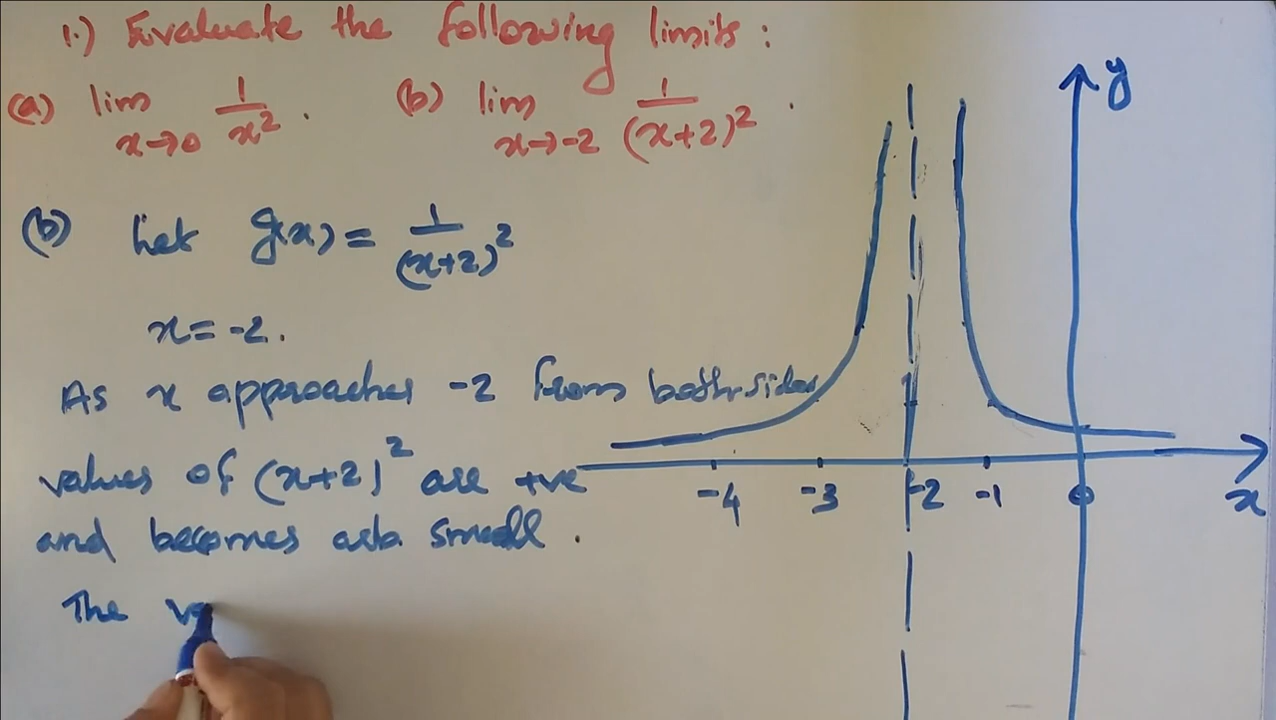 1.) Evaluate the following limits :
(a) lim x→0 1/x² . (b) lim x→-2 1/(x+2)² .
(b) Let g(x) = 1/(x+2)²
x = -2.
As x approaches -2 from both sides
values of (x+2)² are +ve
and becomes arb. small .
The va
y
-4 -3 -2 -1 0 x